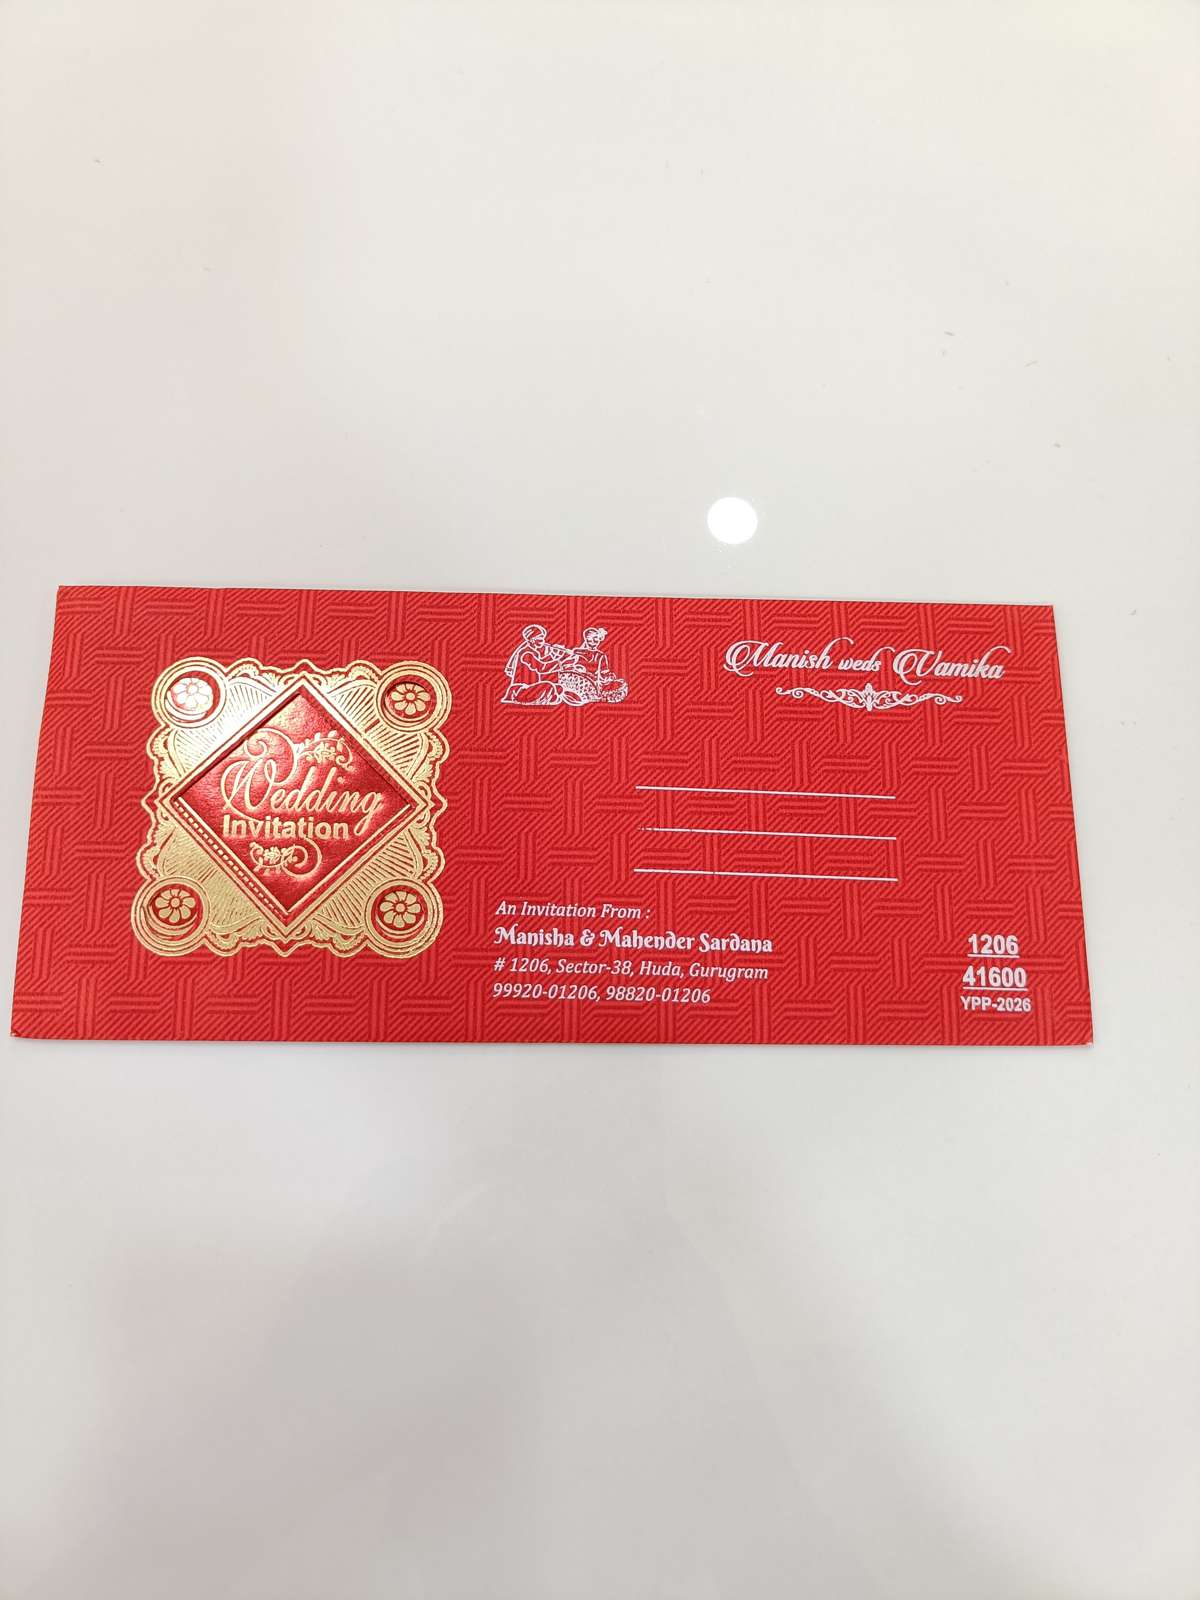 Wedding
Invitation
Manish weds Vamika
An Invitation From :
Manisha & Mahender Sardana
# 1206, Sector-38, Huda, Gurugram
99920-01206, 98820-01206
1206
41600
YPP-2026